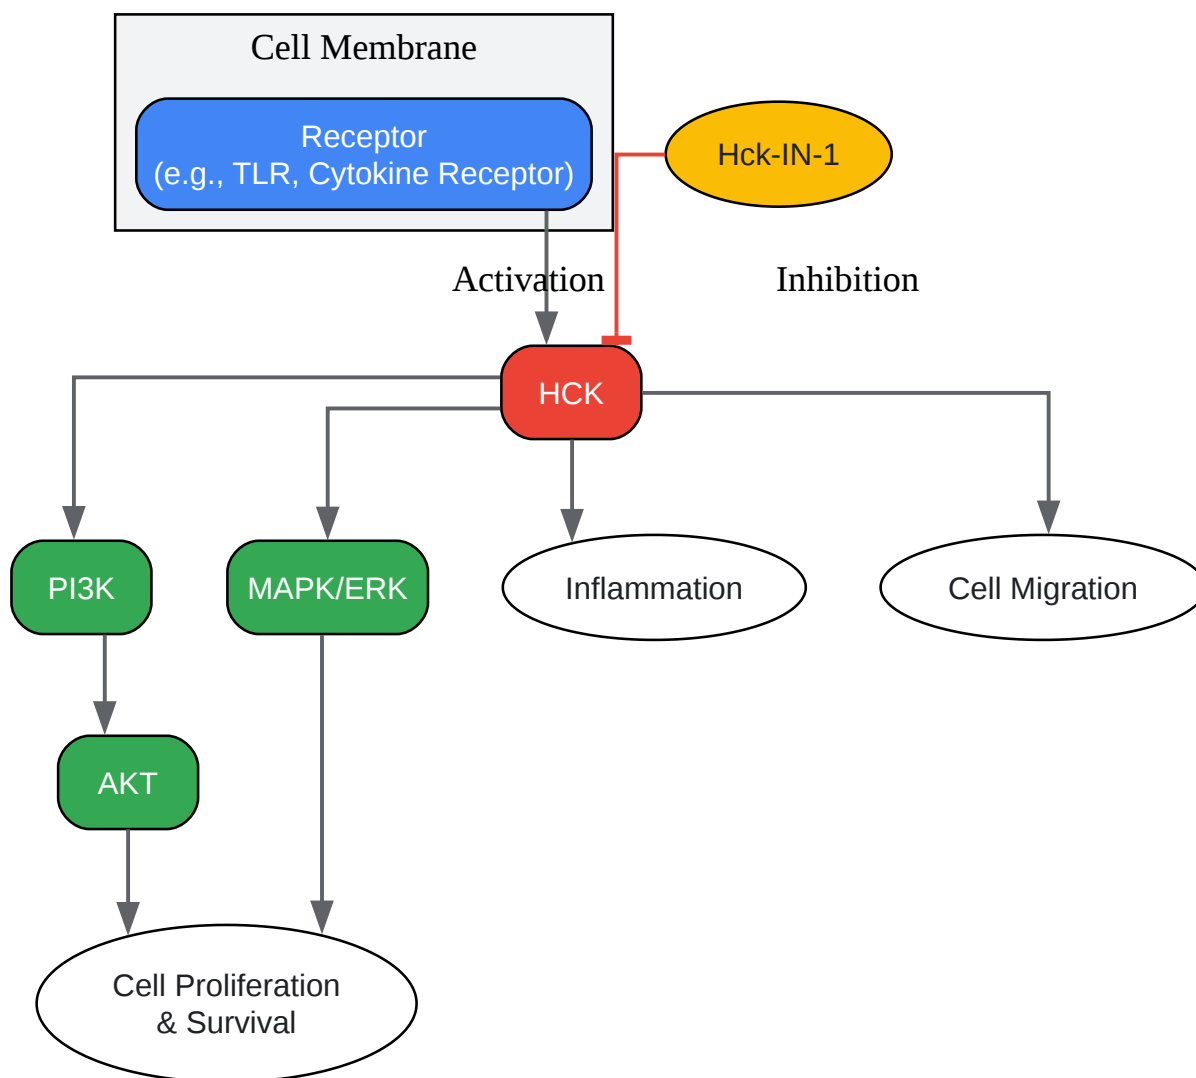 Cell Membrane
Receptor
(e.g., TLR, Cytokine Receptor)
Hck-IN-1
Activation
Inhibition
HCK
PI3K
MAPK/ERK
Inflammation
Cell Migration
AKT
Cell Proliferation
& Survival